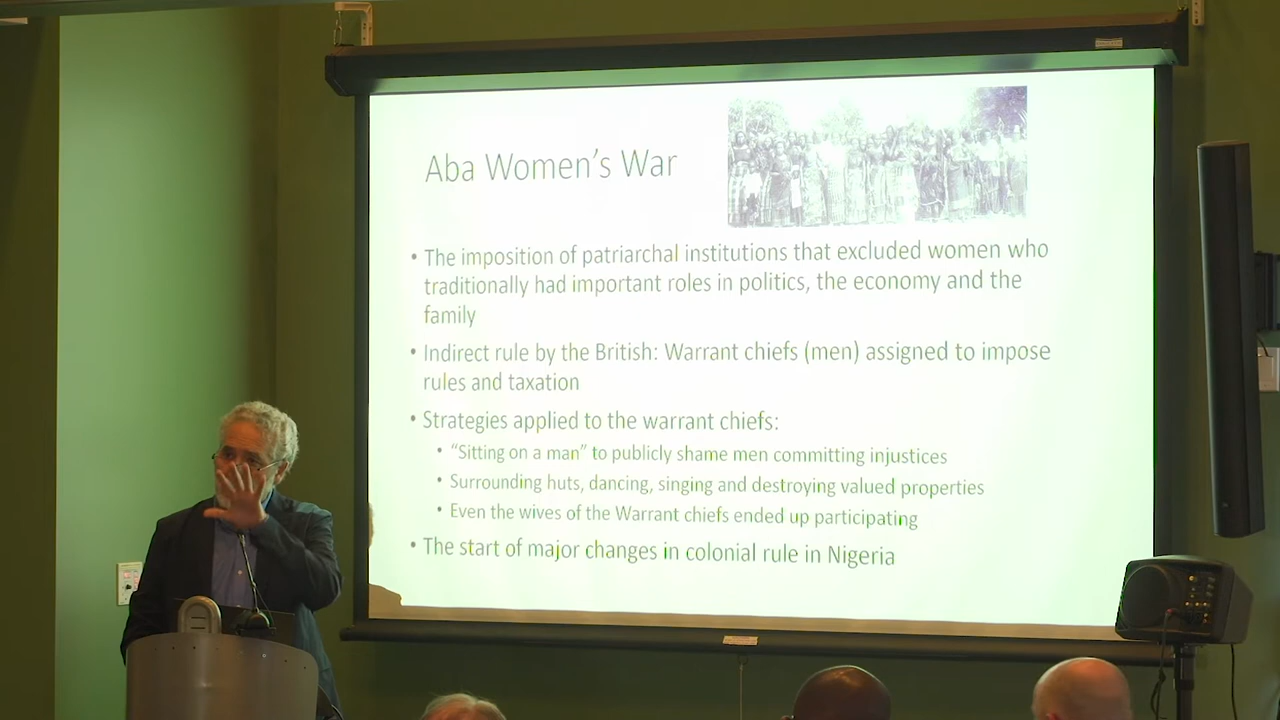 Aba Women's War
• The imposition of patriarchal institutions that excluded women who
traditionally had important roles in politics, the economy and the
family
• Indirect rule by the British: Warrant chiefs (men) assigned to impose
rules and taxation
• Strategies applied to the warrant chiefs:
• "Sitting on a man" to publicly shame men committing injustices
• Surrounding huts, dancing, singing and destroying valued properties
• Even the wives of the Warrant chiefs ended up participating
• The start of major changes in colonial rule in Nigeria